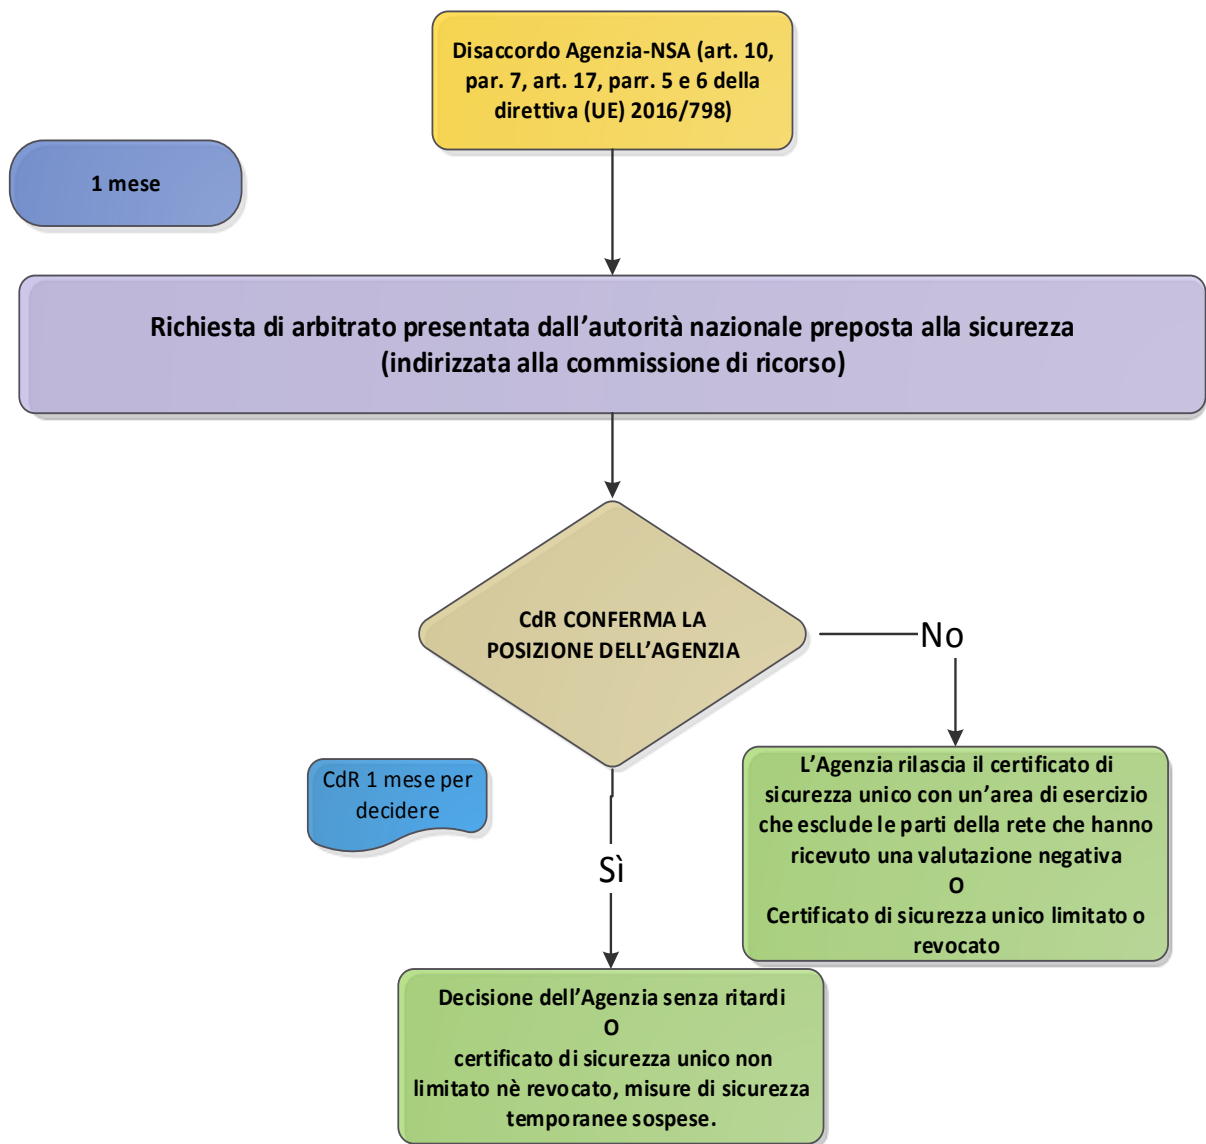 Disaccordo Agenzia-NSA (art. 10,
par. 7, art. 17, parr. 5 e 6 della
direttiva (UE) 2016/798)
1 mese
Richiesta di arbitrato presentata dall’autorità nazionale preposta alla sicurezza
(indirizzata alla commissione di ricorso)
CdR CONFERMA LA
POSIZIONE DELL’AGENZIA
No
CdR 1 mese per
decidere
L’Agenzia rilascia il certificato di
sicurezza unico con un’area di esercizio
che esclude le parti della rete che hanno
ricevuto una valutazione negativa
O
Certificato di sicurezza unico limitato o
revocato
Sì
Decisione dell’Agenzia senza ritardi
O
certificato di sicurezza unico non
limitato nè revocato, misure di sicurezza
temporanee sospese.